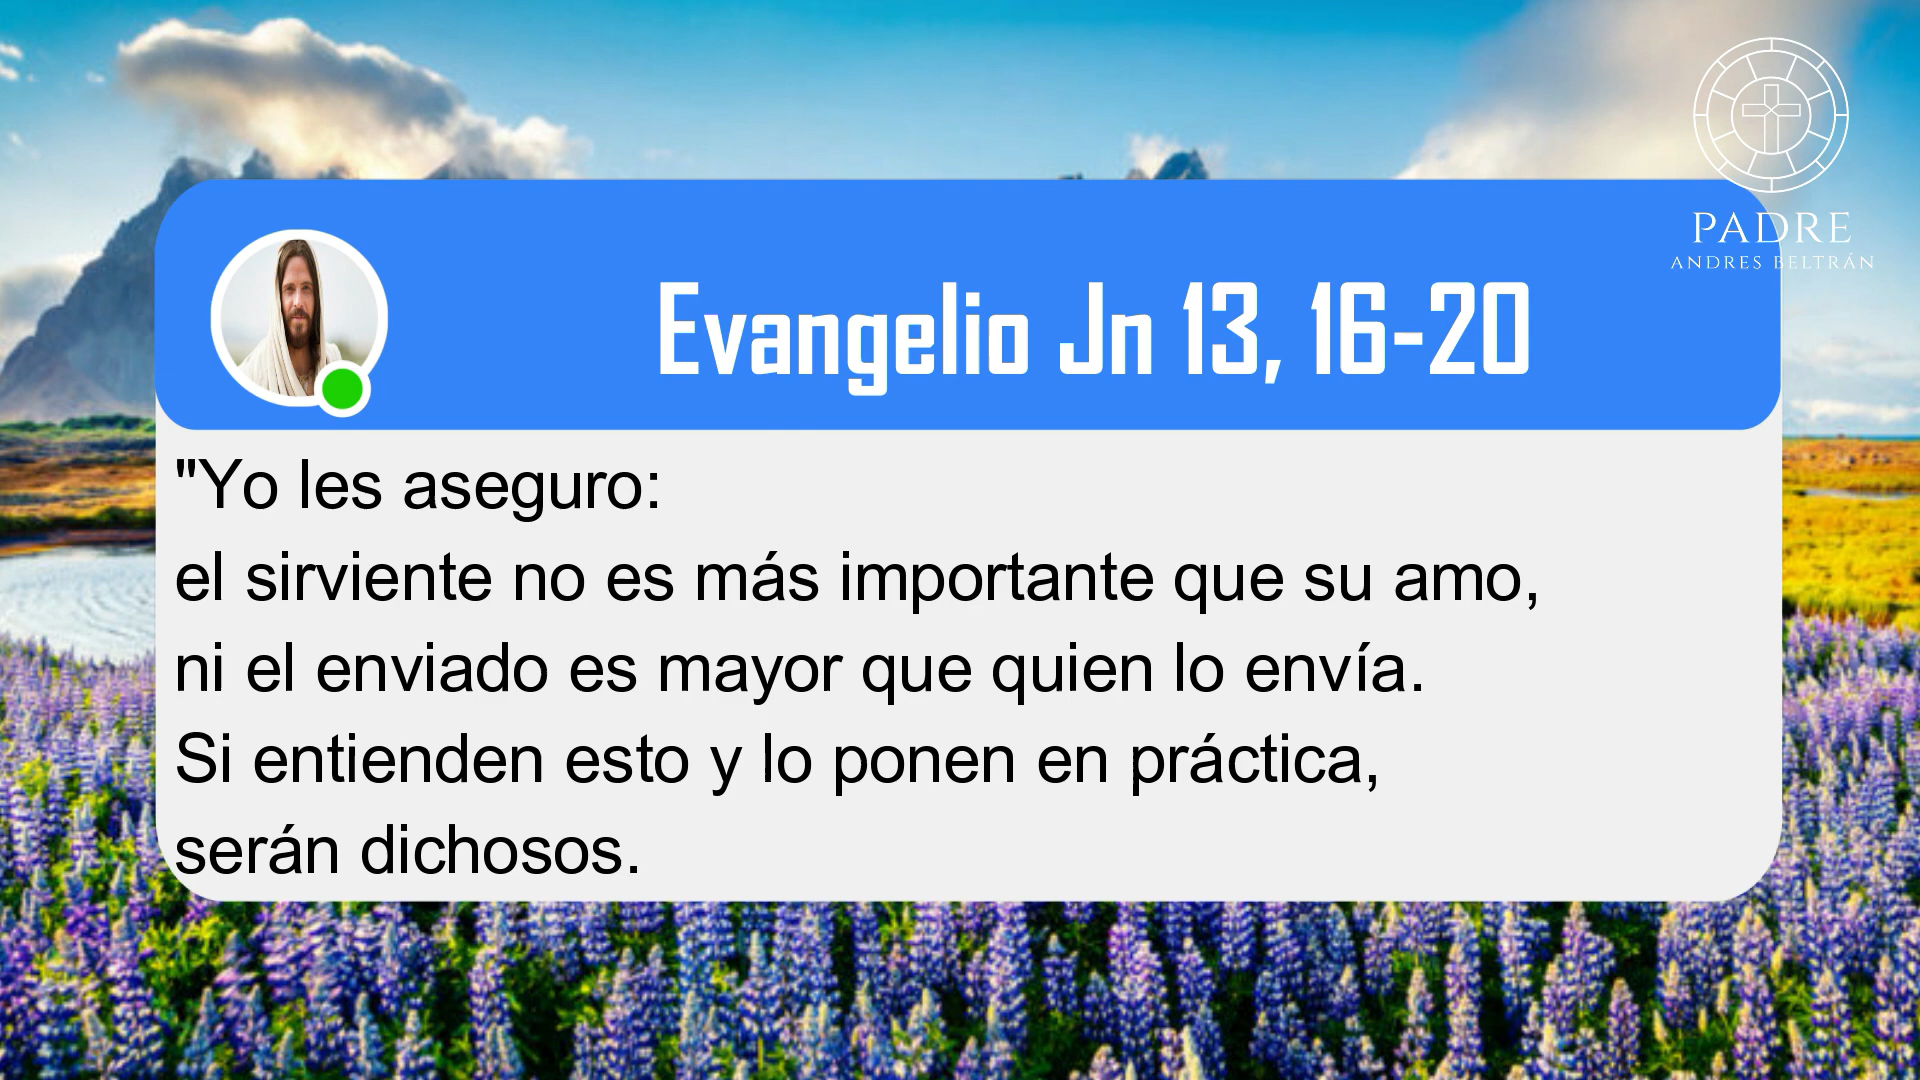 PADRE
ANDRES BELTRÁN
Evangelio Jn 13, 16-20
"Yo les aseguro:
el sirviente no es más importante que su amo,
ni el enviado es mayor que quien lo envía.
Si entienden esto y lo ponen en práctica,
serán dichosos.